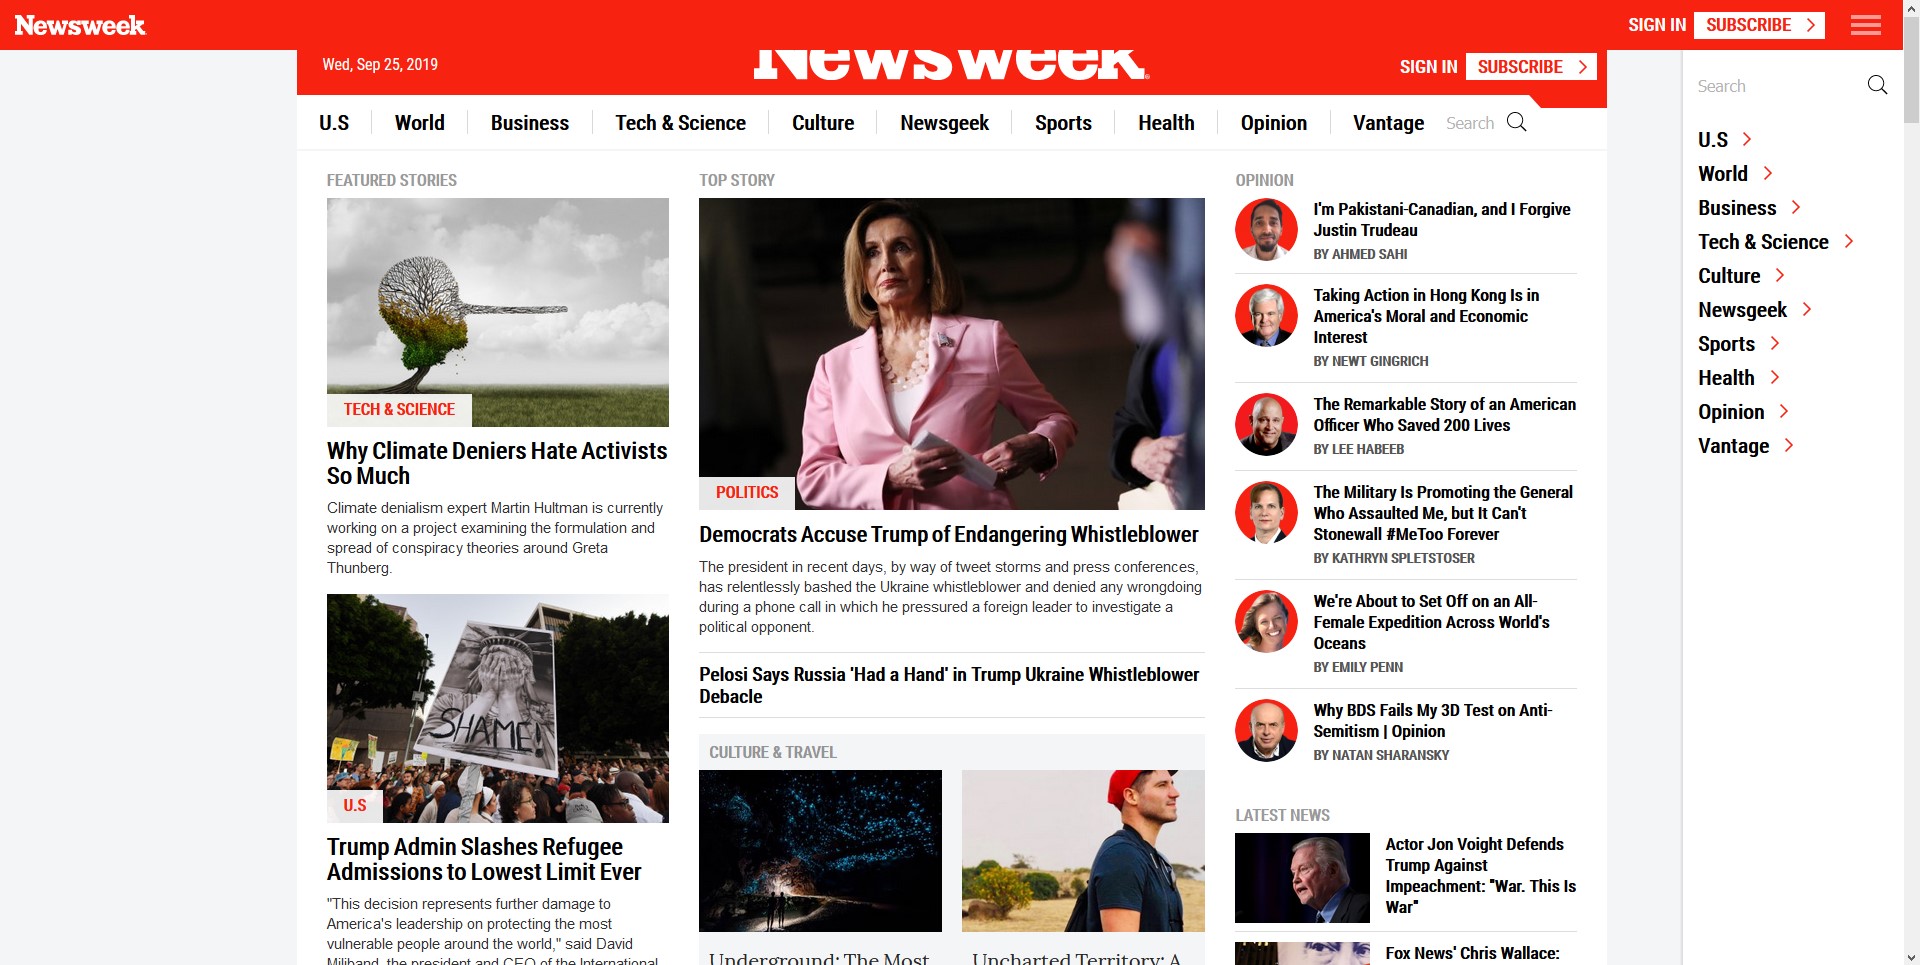 Newsweek
SIGN IN
SUBSCRIBE
Wed, Sep 25, 2019
Newsweek
SIGN IN
SUBSCRIBE
U.S
World
Business
Tech & Science
Culture
Newsgeek
Sports
Health
Opinion
Vantage
Search
FEATURED STORIES
TECH & SCIENCE
Why Climate Deniers Hate Activists
So Much
Climate denialism expert Martin Hultman is currently
working on a project examining the formulation and
spread of conspiracy theories around Greta
Thunberg.
SHAME!
U.S
Trump Admin Slashes Refugee
Admissions to Lowest Limit Ever
"This decision represents further damage to
America's leadership on protecting the most
vulnerable people around the world," said David
Miliband, the president and CEO of the International
TOP STORY
POLITICS
Democrats Accuse Trump of Endangering Whistleblower
The president in recent days, by way of tweet storms and press conferences,
has relentlessly bashed the Ukraine whistleblower and denied any wrongdoing
during a phone call in which he pressured a foreign leader to investigate a
political opponent.
Pelosi Says Russia 'Had a Hand' in Trump Ukraine Whistleblower
Debacle
CULTURE & TRAVEL
Underground: The Most
Uncharted Territory: A
OPINION
I'm Pakistani-Canadian, and I Forgive
Justin Trudeau
BY AHMED SAHI
Taking Action in Hong Kong Is in
America's Moral and Economic
Interest
BY NEWT GINGRICH
The Remarkable Story of an American
Officer Who Saved 200 Lives
BY LEE HABEEB
The Military Is Promoting the General
Who Assaulted Me, but It Can't
Stonewall #MeToo Forever
BY KATHRYN SPLETSTOSER
We're About to Set Off on an All-
Female Expedition Across World's
Oceans
BY EMILY PENN
Why BDS Fails My 3D Test on Anti-
Semitism | Opinion
BY NATAN SHARANSKY
LATEST NEWS
Actor Jon Voight Defends
Trump Against
Impeachment: "War. This Is
War"
Fox News' Chris Wallace:
Search
U.S
World
Business
Tech & Science
Culture
Newsgeek
Sports
Health
Opinion
Vantage